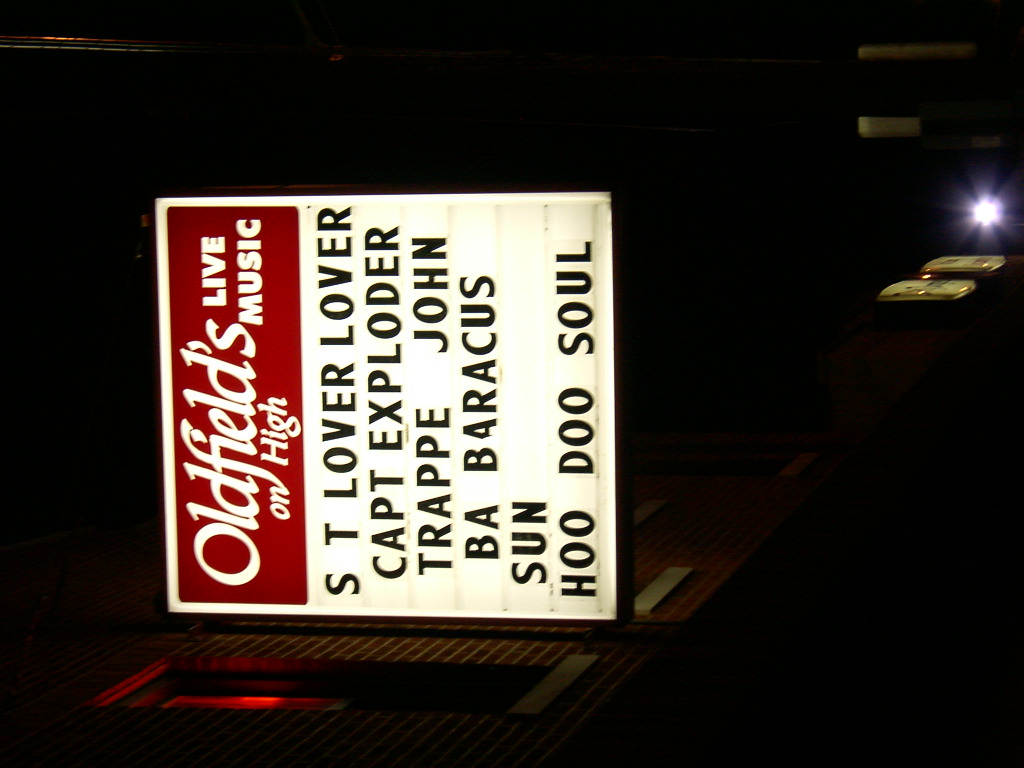 Oldfield's LIVE
on High MUSIC
S T LOVER LOVER
CAPT EXPLODER
TRAPPE JOHN
BA BARACUS
SUN
HOO DOO SOUL